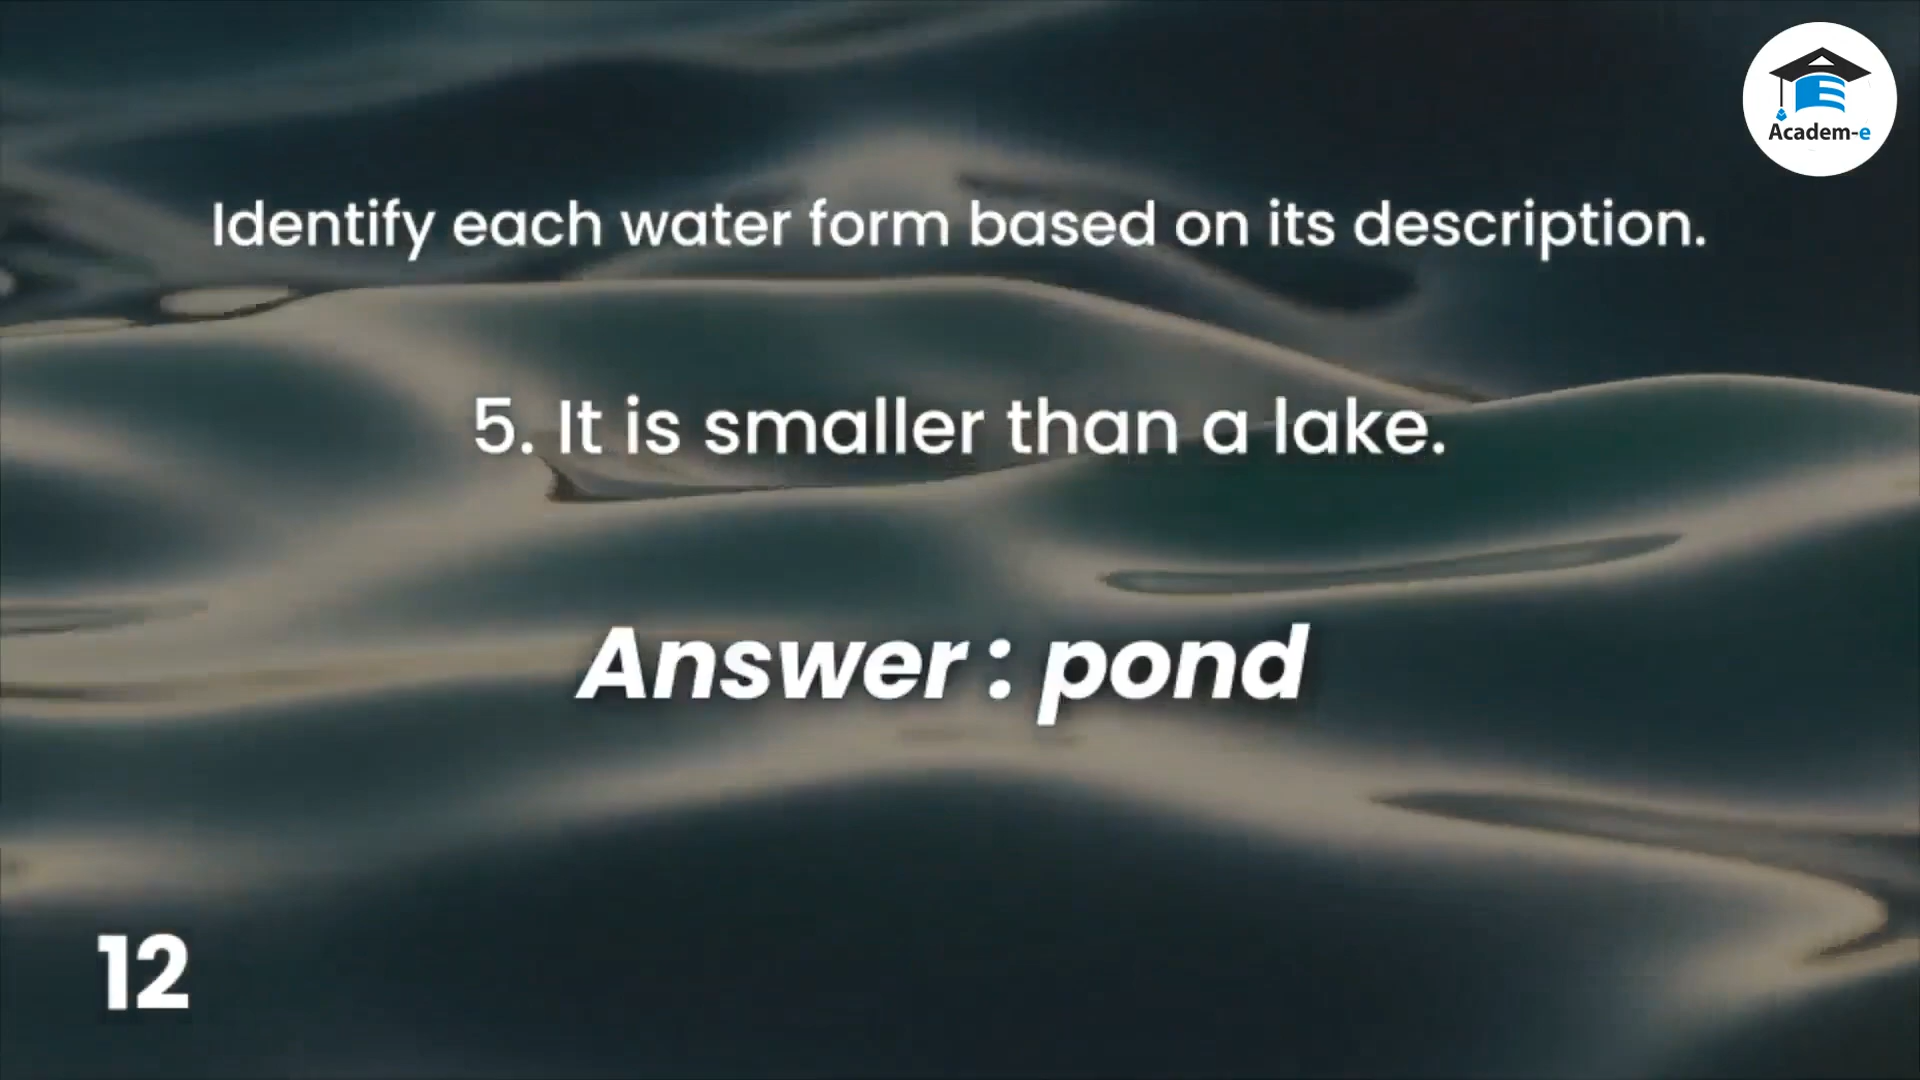 Academ-e
Identify each water form based on its description.
5. It is smaller than a lake.
Answer : pond
12